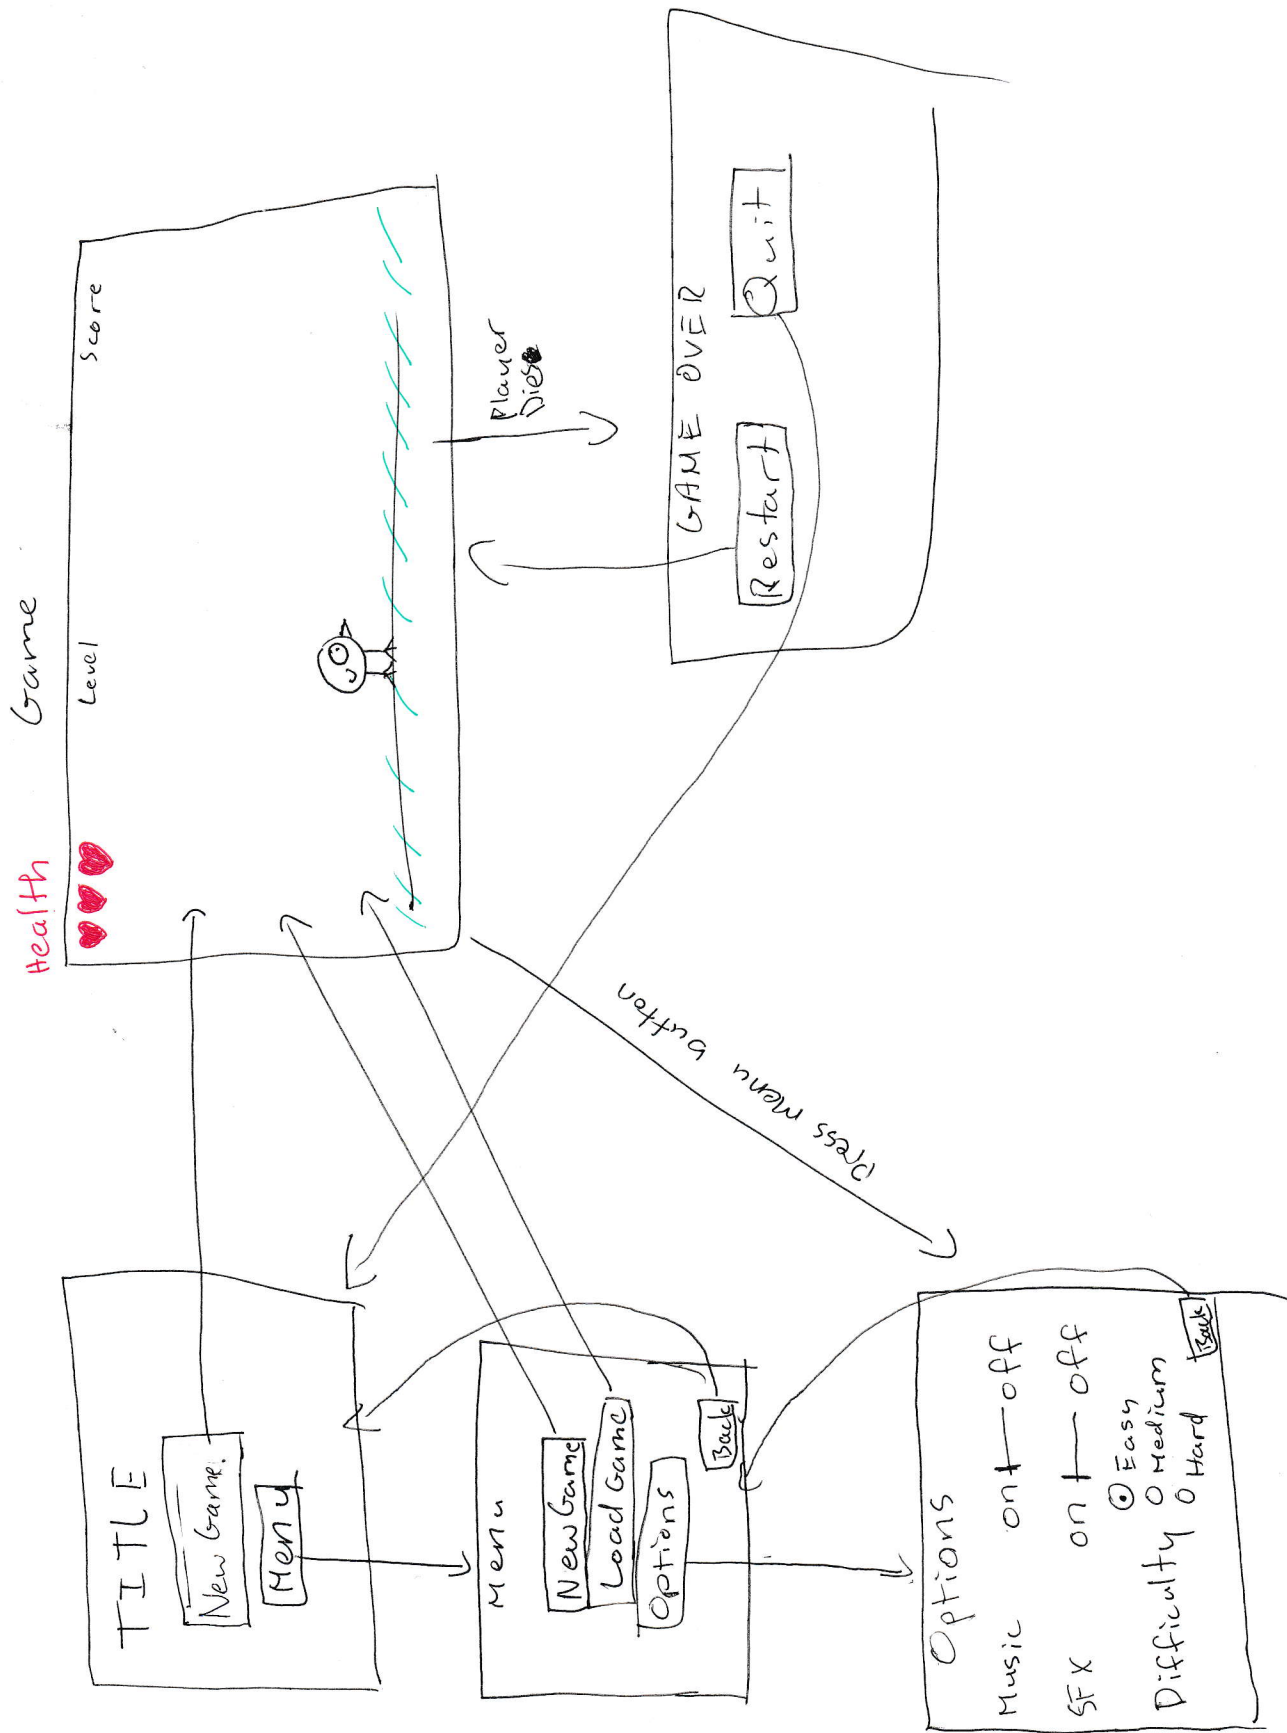 TITLE
New Game
Menu
Health
Game
Level
Score
Menu
New Game
Load Game
Options
Back
Player
Dies
Press menu button
GAME OVER
Restart
Quit
Options
Music on off
SFX on off
Difficulty
Easy
Medium
Hard
Back